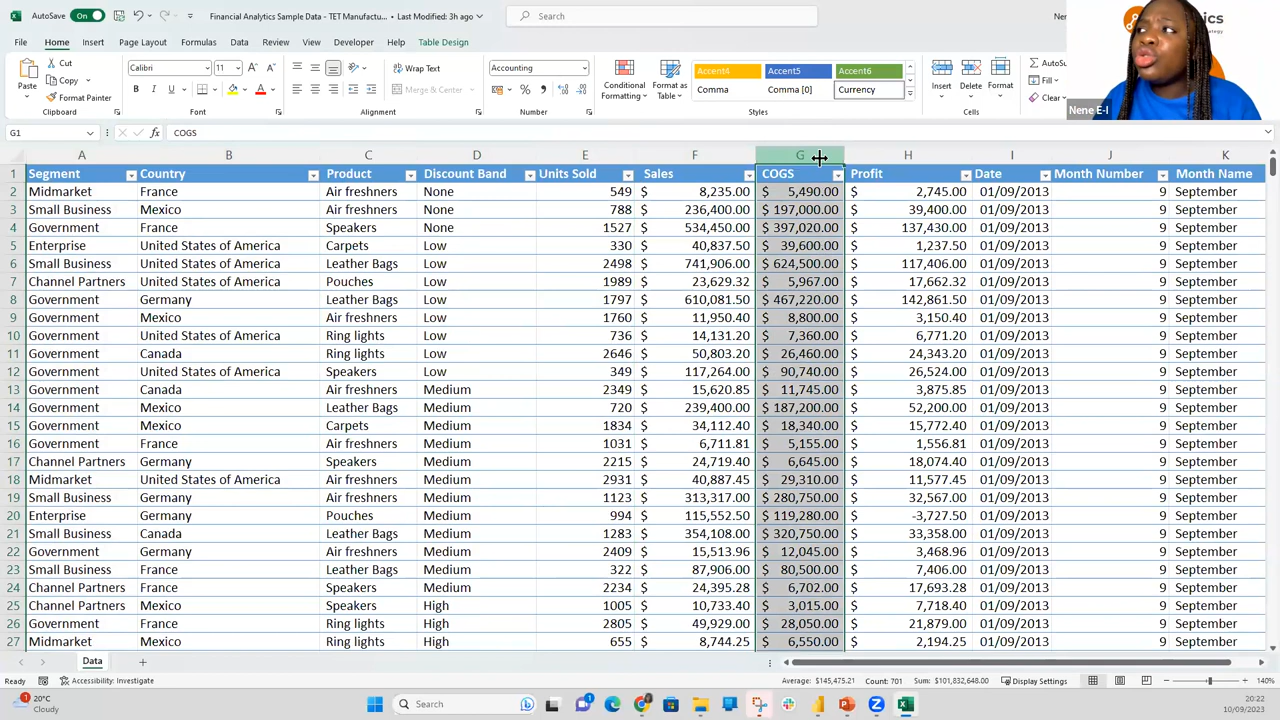 AutoSave On Financial Analytics Sample Data - TET Manufactu... • Last Modified: 3h ago Search Ner
File Home Insert Page Layout Formulas Data Review View Developer Help Table Design
Cut Copy Format Painter Paste Clipboard
Calibri 11 B I U A Font
Wrap Text Merge & Center Alignment
Accounting % Number
Conditional Formatting Format as Table
Accent4 Accent5 Accent6
Comma Comma [0] Currency
Styles
Insert Delete Format Cells
AutoSu Fill Clear
Nene E-I
G1 fx COGS
A B C D E F G H I J K
1 Segment Country Product Discount Band Units Sold Sales COGS Profit Date Month Number Month Name
2 Midmarket France Air freshners None 549 $ 8,235.00 $ 5,490.00 $ 2,745.00 01/09/2013 9 September
3 Small Business Mexico Air freshners None 788 $ 236,400.00 $ 197,000.00 $ 39,400.00 01/09/2013 9 September
4 Government France Speakers None 1527 $ 534,450.00 $ 397,020.00 $ 137,430.00 01/09/2013 9 September
5 Enterprise United States of America Carpets Low 330 $ 40,837.50 $ 39,600.00 $ 1,237.50 01/09/2013 9 September
6 Small Business United States of America Leather Bags Low 2498 $ 741,906.00 $ 624,500.00 $ 117,406.00 01/09/2013 9 September
7 Channel Partners United States of America Pouches Low 1989 $ 23,629.32 $ 5,967.00 $ 17,662.32 01/09/2013 9 September
8 Government Germany Leather Bags Low 1797 $ 610,081.50 $ 467,220.00 $ 142,861.50 01/09/2013 9 September
9 Government Mexico Air freshners Low 1760 $ 11,950.40 $ 8,800.00 $ 3,150.40 01/09/2013 9 September
10 Government United States of America Ring lights Low 736 $ 14,131.20 $ 7,360.00 $ 6,771.20 01/09/2013 9 September
11 Government Canada Ring lights Low 2646 $ 50,803.20 $ 26,460.00 $ 24,343.20 01/09/2013 9 September
12 Government United States of America Speakers Low 349 $ 117,264.00 $ 90,740.00 $ 26,524.00 01/09/2013 9 September
13 Government Canada Air freshners Medium 2349 $ 15,620.85 $ 11,745.00 $ 3,875.85 01/09/2013 9 September
14 Government Mexico Leather Bags Medium 720 $ 239,400.00 $ 187,200.00 $ 52,200.00 01/09/2013 9 September
15 Government Mexico Carpets Medium 1834 $ 34,112.40 $ 18,340.00 $ 15,772.40 01/09/2013 9 September
16 Government France Air freshners Medium 1031 $ 6,711.81 $ 5,155.00 $ 1,556.81 01/09/2013 9 September
17 Channel Partners Germany Speakers Medium 2215 $ 24,719.40 $ 6,645.00 $ 18,074.40 01/09/2013 9 September
18 Midmarket United States of America Air freshners Medium 2931 $ 40,887.45 $ 29,310.00 $ 11,577.45 01/09/2013 9 September
19 Small Business Germany Air freshners Medium 1123 $ 313,317.00 $ 280,750.00 $ 32,567.00 01/09/2013 9 September
20 Enterprise Germany Pouches Medium 994 $ 115,552.50 $ 119,280.00 $ -3,727.50 01/09/2013 9 September
21 Small Business Canada Leather Bags Medium 1283 $ 354,108.00 $ 320,750.00 $ 33,358.00 01/09/2013 9 September
22 Government Germany Air freshners Medium 2409 $ 15,513.96 $ 12,045.00 $ 3,468.96 01/09/2013 9 September
23 Small Business France Leather Bags Medium 322 $ 87,906.00 $ 80,500.00 $ 7,406.00 01/09/2013 9 September
24 Channel Partners France Speakers Medium 2234 $ 24,395.28 $ 6,702.00 $ 17,693.28 01/09/2013 9 September
25 Channel Partners Mexico Speakers High 1005 $ 10,733.40 $ 3,015.00 $ 7,718.40 01/09/2013 9 September
26 Government France Ring lights High 2805 $ 49,929.00 $ 28,050.00 $ 21,879.00 01/09/2013 9 September
27 Midmarket Mexico Ring lights High 655 $ 8,744.25 $ 6,550.00 $ 2,194.25 01/09/2013 9 September
Data
Ready Accessibility: Investigate Average: $145,475.21 Count: 701 Sum: $101,832,648.00 Display Settings 140%
1 20°C Search 20:22
Cloudy 10/09/2023